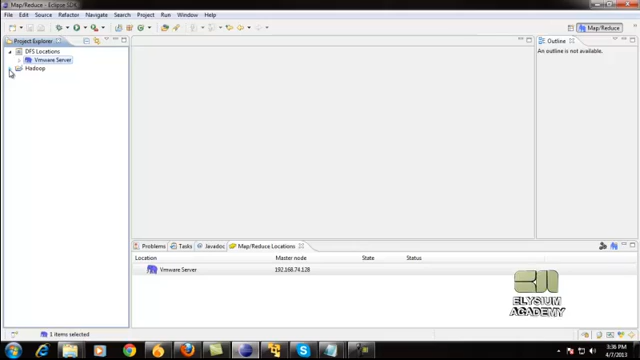 Map/Reduce - Eclipse SDK
File Edit Source Refactor Navigate Search Project Run Window Help
Map/Reduce
Project Explorer
DFS Locations
Vmware Server
Hadoop
Outline
An outline is not available.
Problems Tasks Javadoc Map/Reduce Locations
Location Master node State Status
Vmware Server 192.168.74.128
ELYSIUM
ACADEMY
1 items selected
3:36 PM
4/7/2013